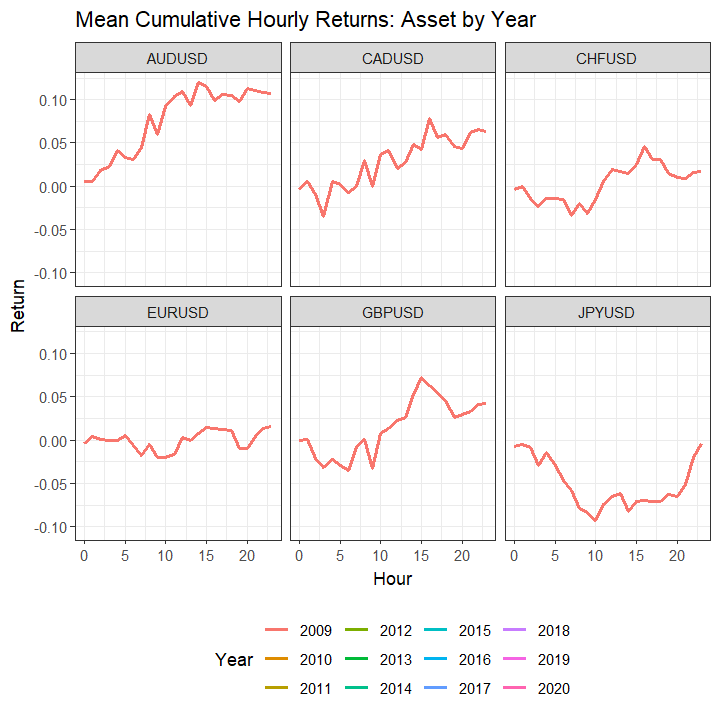 Mean Cumulative Hourly Returns: Asset by Year
AUDUSD CADUSD CHFUSD
0.10
0.05
0.00
-0.05
-0.10
Return
EURUSD GBPUSD JPYUSD
0.10
0.05
0.00
-0.05
-0.10
0 5 10 15 20 0 5 10 15 20 0 5 10 15 20
Hour
2009 2012 2015 2018
Year 2010 2013 2016 2019
2011 2014 2017 2020